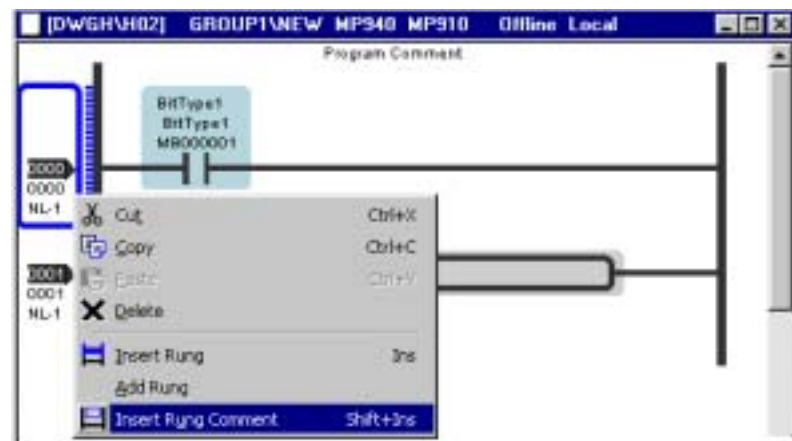 [DWGH\H02] GROUP1\NEW MP940 MP910 Offline Local
Program Comment
BitType1
BitType1
MB000001
0000
0000
NL-1
Cut Ctrl+X
Copy Ctrl+C
Paste Ctrl+V
Delete
0001
0001
NL-1
Insert Rung Ins
Add Rung
Insert Rung Comment Shift+Ins